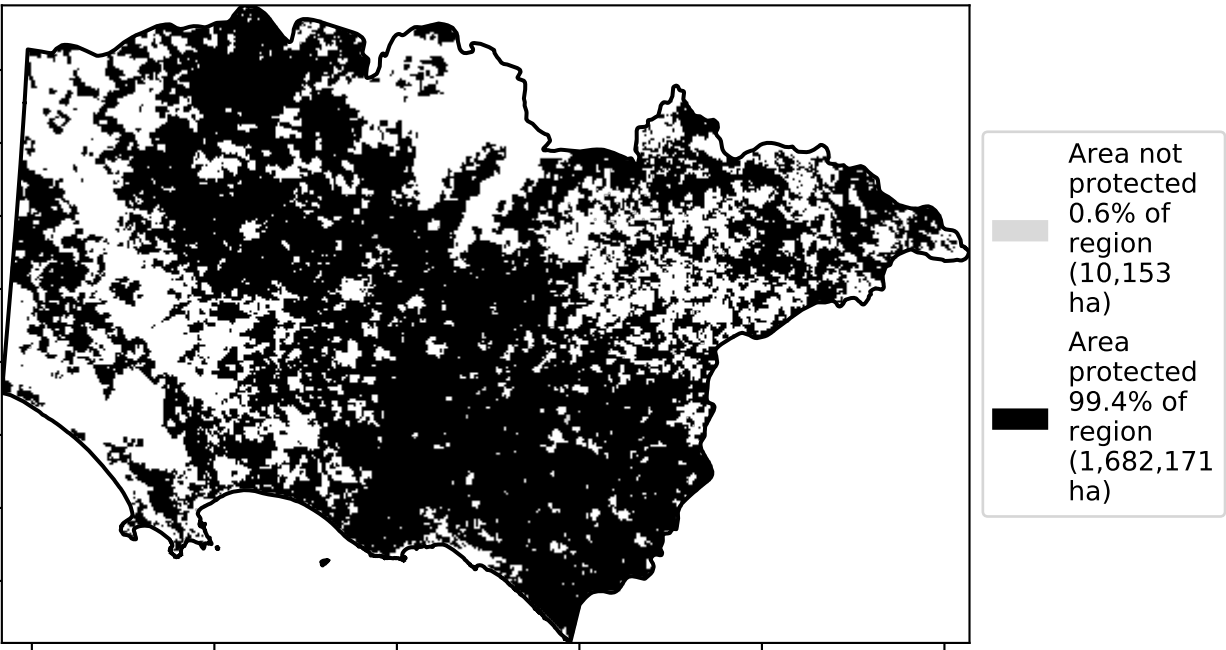 Area not
protected
0.6% of
region
(10,153
ha)
Area
protected
99.4% of
region
(1,682,171
ha)